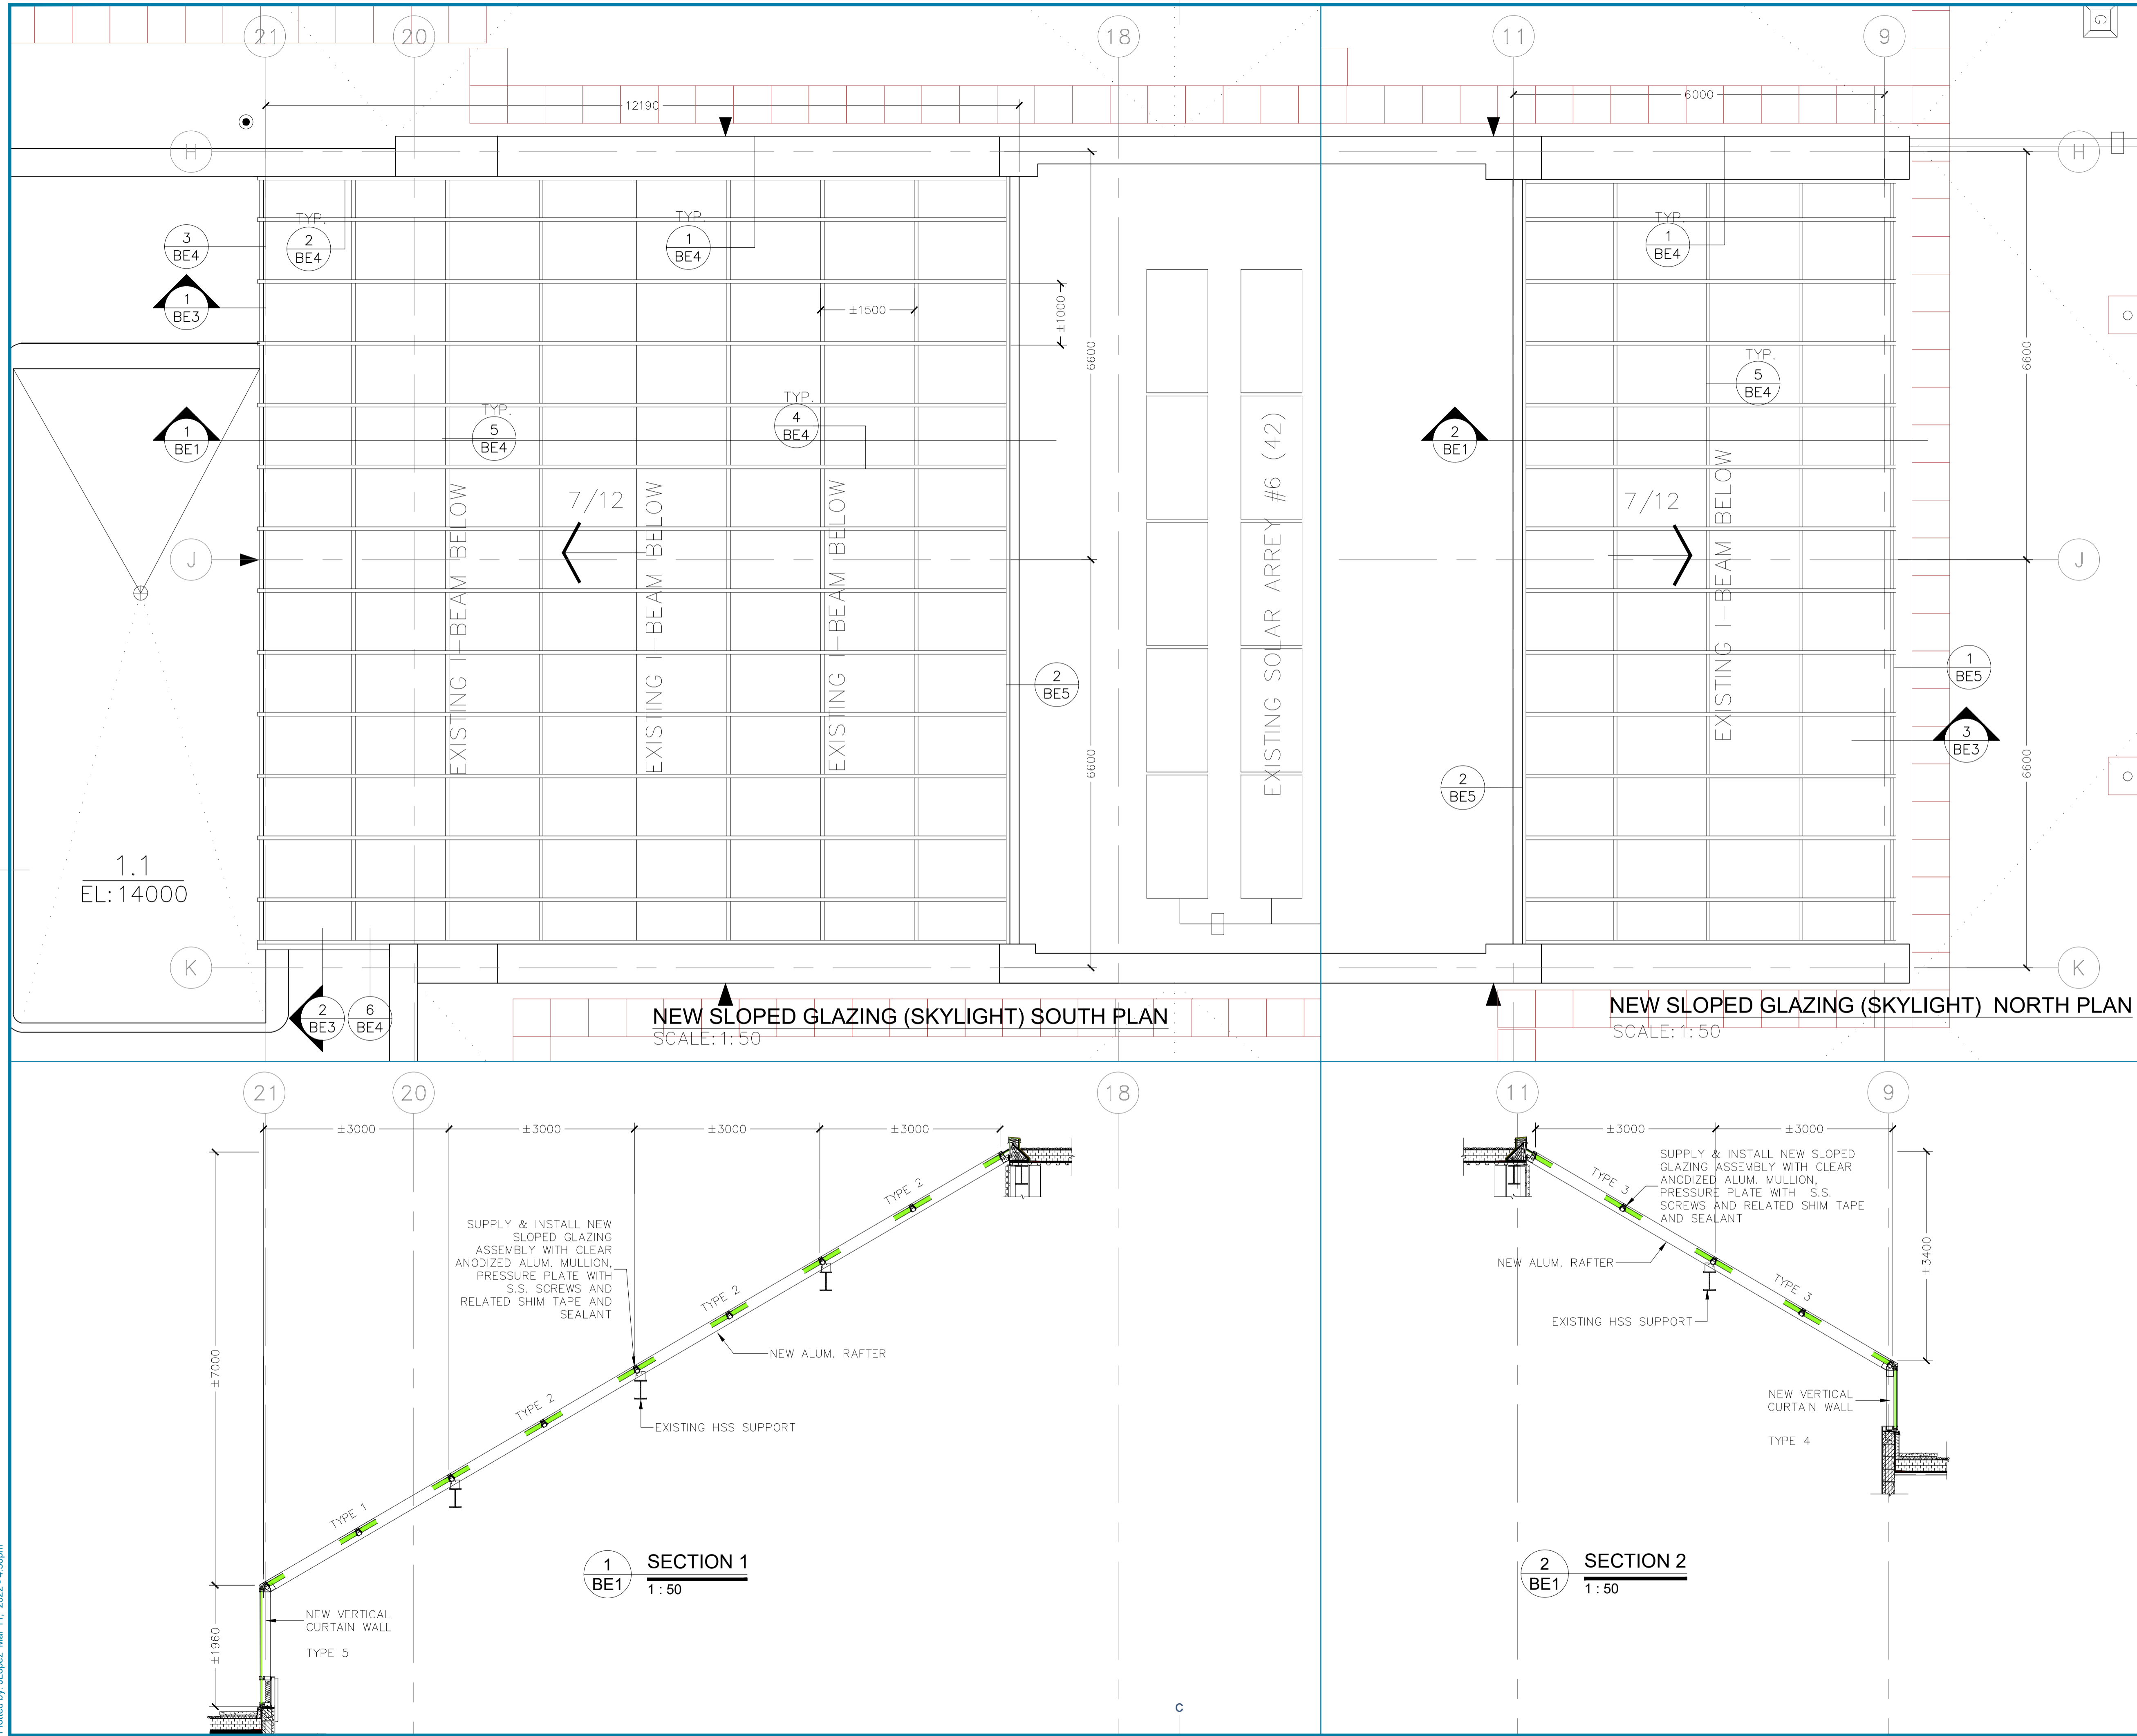 21
20
18
11
9
G
12190
6000
H
H
TYP.
2
BE4
TYP.
1
BE4
TYP.
1
BE4
3
BE4
1
BE3
±1500
±1000
6600
6600
TYP.
5
BE4
TYP.
5
BE4
TYP.
4
BE4
1
BE1
2
BE1
7/12
7/12
EXISTING I-BEAM BELOW
EXISTING I-BEAM BELOW
EXISTING I-BEAM BELOW
EXISTING SOLAR ARREY #6 (42)
EXISTING I-BEAM BELOW
J
J
2
BE5
1
BE5
3
BE3
6600
2
BE5
6600
1.1
EL:14000
K
K
2
BE3
6
BE4
NEW SLOPED GLAZING (SKYLIGHT) SOUTH PLAN
SCALE:1:50
NEW SLOPED GLAZING (SKYLIGHT) NORTH PLAN
SCALE:1:50
21
20
18
11
9
±3000
±3000
±3000
±3000
±3000
±3000
SUPPLY & INSTALL NEW
SLOPED GLAZING
ASSEMBLY WITH CLEAR
ANODIZED ALUM. MULLION,
PRESSURE PLATE WITH
S.S. SCREWS AND
RELATED SHIM TAPE AND
SEALANT
TYPE 2
TYPE 2
TYPE 2
TYPE 1
NEW ALUM. RAFTER
EXISTING HSS SUPPORT
±7000
±1960
NEW VERTICAL
CURTAIN WALL
TYPE 5
1
BE1
SECTION 1
1 : 50
SUPPLY & INSTALL NEW SLOPED
GLAZING ASSEMBLY WITH CLEAR
ANODIZED ALUM. MULLION,
PRESSURE PLATE WITH S.S.
SCREWS AND RELATED SHIM TAPE
AND SEALANT
TYPE 3
NEW ALUM. RAFTER
TYPE 3
EXISTING HSS SUPPORT
±3400
NEW VERTICAL
CURTAIN WALL
TYPE 4
2
BE1
SECTION 2
1 : 50
C